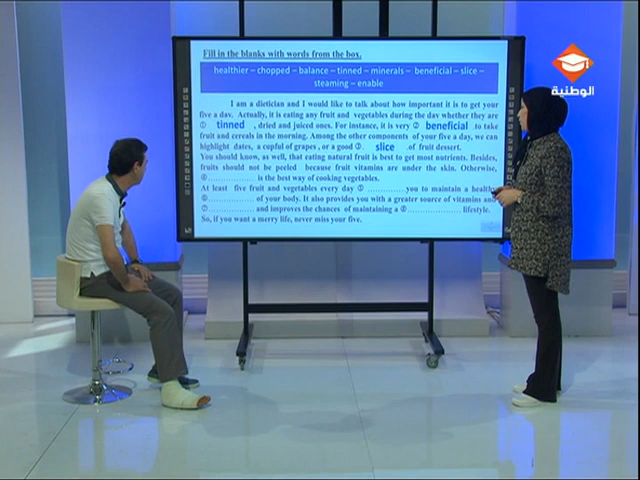 Fill in the blanks with words from the box.
healthier – chopped – balance – tinned – minerals – beneficial – slice –
steaming – enable
الوطنية
I am a dietician and I would like to talk about how important it is to get your
five a day. Actually, it is eating any fruit and vegetables during the day whether they are
① tinned , dried and juiced ones. For instance, it is very ② beneficial to take
fruit and cereals in the morning. Among the other components of your five a day, we can
highlight dates, a cupful of grapes , or a good ③. slice .of fruit dessert.
You should know, as well, that eating natural fruit is best to get most nutrients. Besides,
fruits should not be peeled because fruit vitamins are under the skin. Otherwise,
④………………. is the best way of cooking vegetables.
At least five fruit and vegetables every day ⑤ …………..you to maintain a healthy
⑥……………… of your body. It also provides you with a greater source of vitamins and
⑦………………. and improves the chances of maintaining a ⑧……………… lifestyle.
So, if you want a merry life, never miss your five.